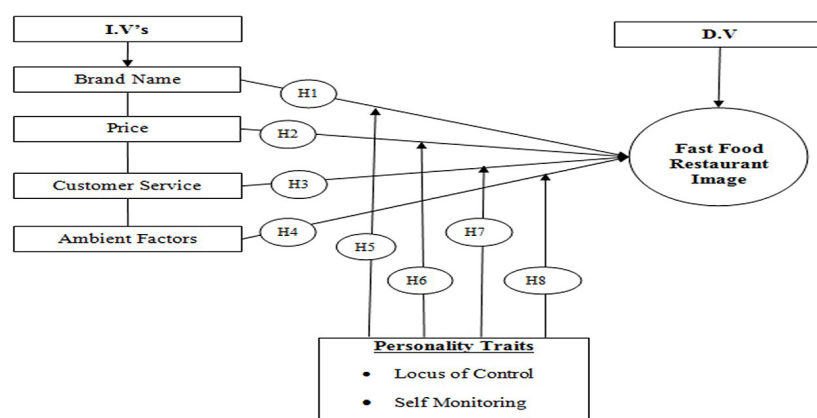 I.V's
D.V
Brand Name
H1
Price
H2
Fast Food
Restaurant
Image
Customer Service
H3
Ambient Factors
H4
H5
H7
H6
H8
Personality Traits
• Locus of Control
• Self Monitoring